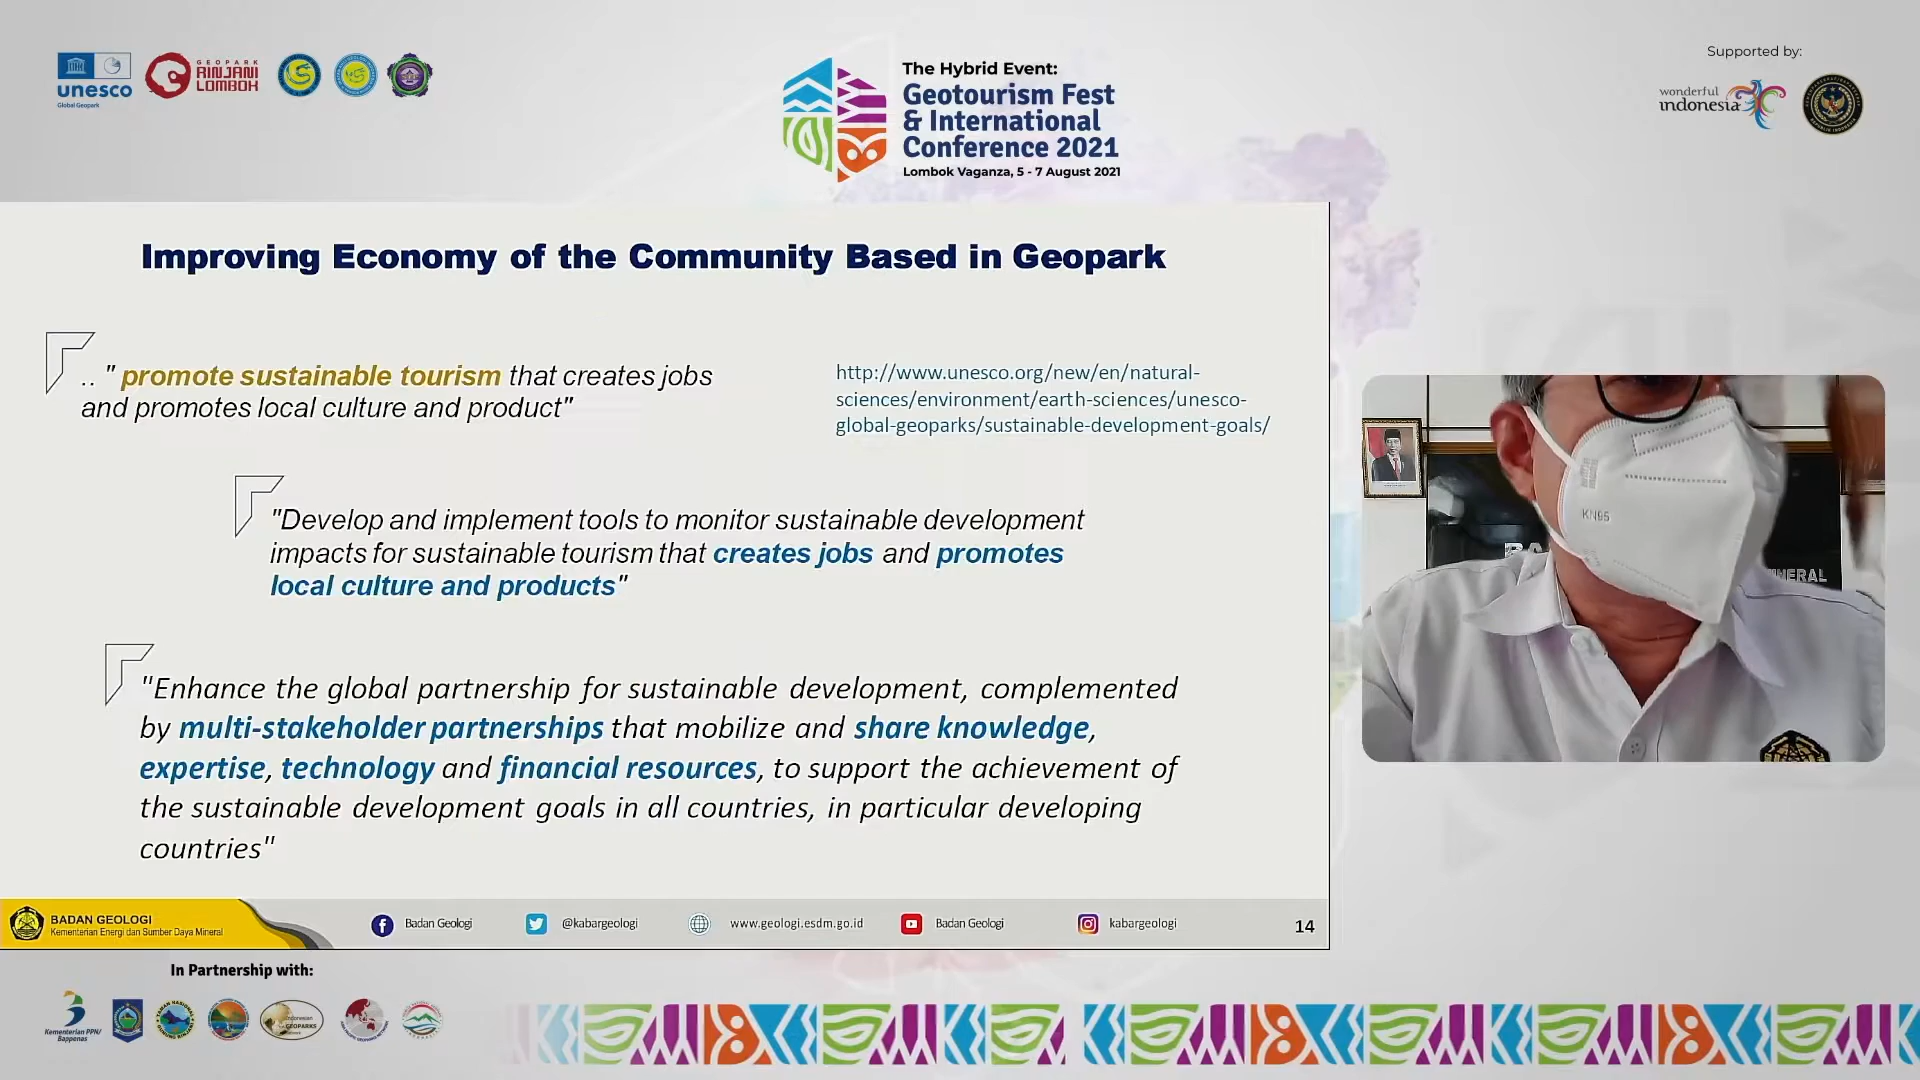 unesco
Global Geopark
GEOPARK
RINJANI
LOMBOK
The Hybrid Event:
Geotourism Fest
& International
Conference 2021
Lombok Vaganza, 5 - 7 August 2021
Supported by:
wonderful
indonesia
Improving Economy of the Community Based in Geopark
.. " promote sustainable tourism that creates jobs
and promotes local culture and product"
http://www.unesco.org/new/en/natural-
sciences/environment/earth-sciences/unesco-
global-geoparks/sustainable-development-goals/
"Develop and implement tools to monitor sustainable development
impacts for sustainable tourism that creates jobs and promotes
local culture and products"
"Enhance the global partnership for sustainable development, complemented
by multi-stakeholder partnerships that mobilize and share knowledge,
expertise, technology and financial resources, to support the achievement of
the sustainable development goals in all countries, in particular developing
countries"
KN95
BADAN GEOLOGI
Kementerian Energi dan Sumber Daya Mineral
Badan Geologi
@kabargeologi
www.geologi.esdm.go.id
Badan Geologi
kabargeologi
14
In Partnership with:
Kementerian PPN/
Bappenas
GEOPARKS